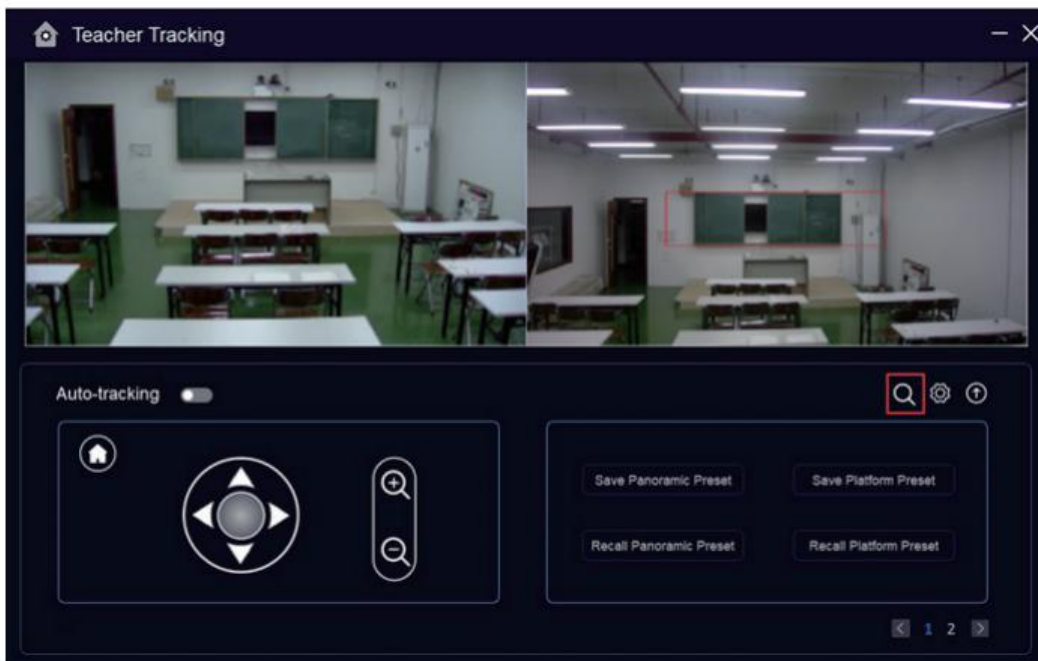 Teacher Tracking
Auto-tracking
Save Panoramic Preset
Save Platform Preset
Recall Panoramic Preset
Recall Platform Preset
1 2